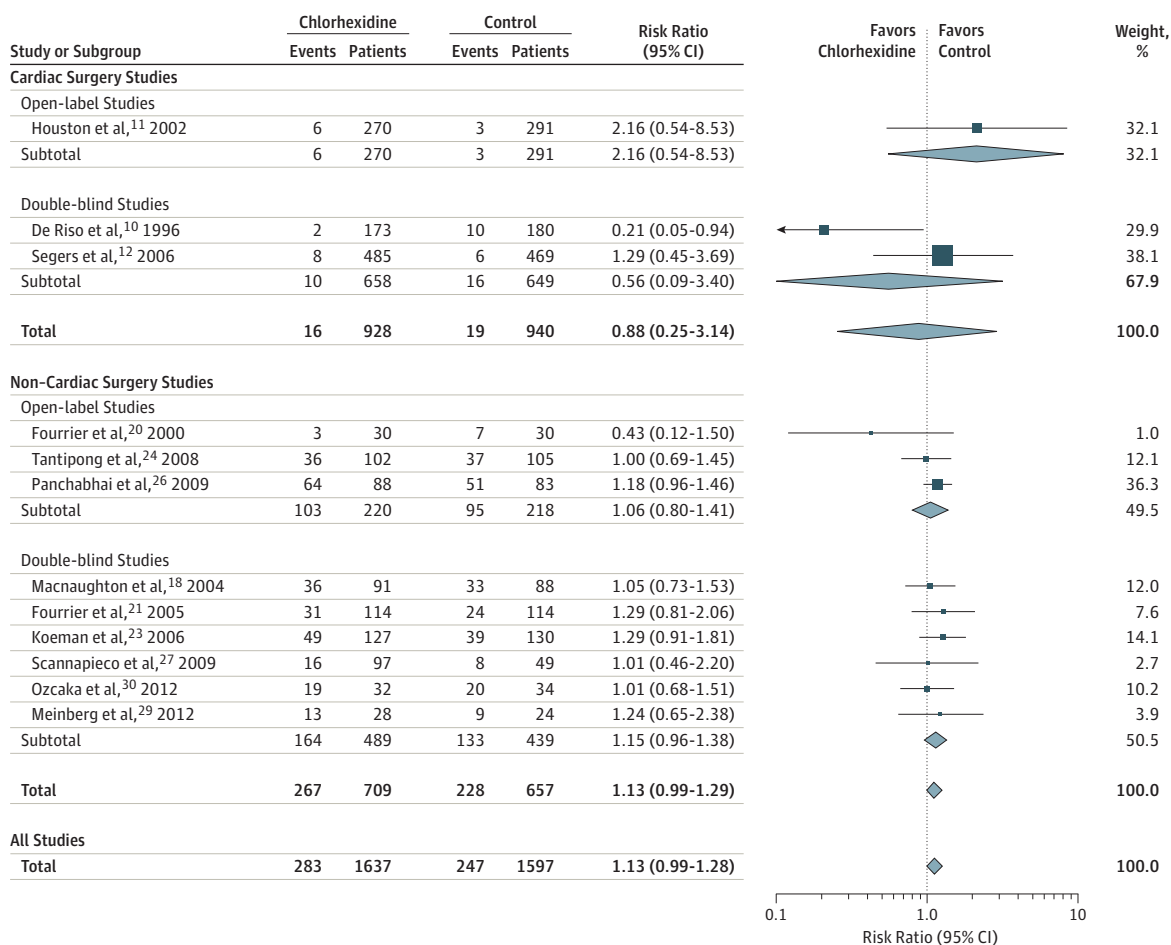 Chlorhexidine Control Risk Ratio (95% CI) Favors Chlorhexidine Favors Control Weight, %
Study or Subgroup Events Patients Events Patients
Cardiac Surgery Studies
Open-label Studies
Houston et al,11 2002 6 270 3 291 2.16 (0.54-8.53) 32.1
Subtotal 6 270 3 291 2.16 (0.54-8.53) 32.1
Double-blind Studies
De Riso et al,10 1996 2 173 10 180 0.21 (0.05-0.94) 29.9
Segers et al,12 2006 8 485 6 469 1.29 (0.45-3.69) 38.1
Subtotal 10 658 16 649 0.56 (0.09-3.40) 67.9
Total 16 928 19 940 0.88 (0.25-3.14) 100.0
Non-Cardiac Surgery Studies
Open-label Studies
Fourrier et al,20 2000 3 30 7 30 0.43 (0.12-1.50) 1.0
Tantipong et al,24 2008 36 102 37 105 1.00 (0.69-1.45) 12.1
Panchabhai et al,26 2009 64 88 51 83 1.18 (0.96-1.46) 36.3
Subtotal 103 220 95 218 1.06 (0.80-1.41) 49.5
Double-blind Studies
Macnaughton et al,18 2004 36 91 33 88 1.05 (0.73-1.53) 12.0
Fourrier et al,21 2005 31 114 24 114 1.29 (0.81-2.06) 7.6
Koeman et al,23 2006 49 127 39 130 1.29 (0.91-1.81) 14.1
Scannapieco et al,27 2009 16 97 8 49 1.01 (0.46-2.20) 2.7
Ozcaka et al,30 2012 19 32 20 34 1.01 (0.68-1.51) 10.2
Meinberg et al,29 2012 13 28 9 24 1.24 (0.65-2.38) 3.9
Subtotal 164 489 133 439 1.15 (0.96-1.38) 50.5
Total 267 709 228 657 1.13 (0.99-1.29) 100.0
All Studies
Total 283 1637 247 1597 1.13 (0.99-1.28) 100.0
0.1 1.0 10
Risk Ratio (95% CI)